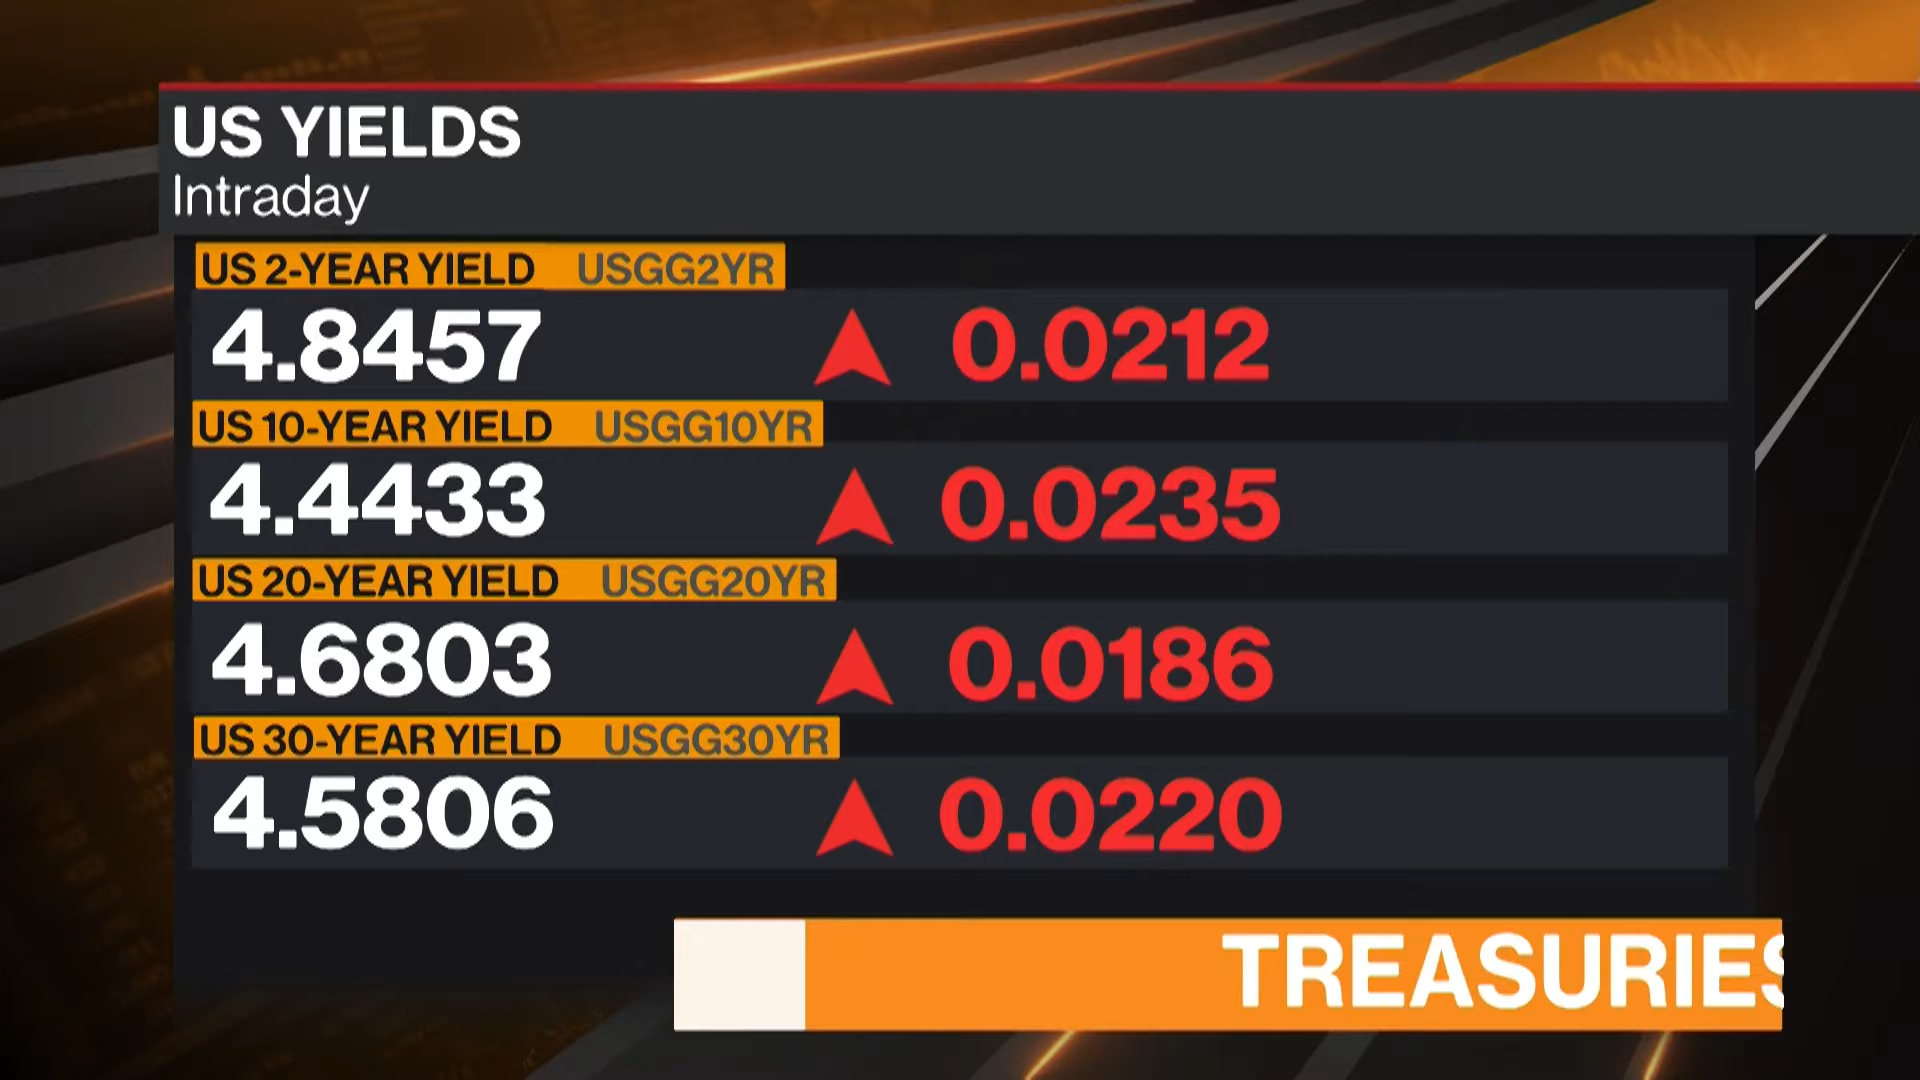 US YIELDS
Intraday
US 2-YEAR YIELD USGG2YR
4.8457 ▲ 0.0212
US 10-YEAR YIELD USGG10YR
4.4433 ▲ 0.0235
US 20-YEAR YIELD USGG20YR
4.6803 ▲ 0.0186
US 30-YEAR YIELD USGG30YR
4.5806 ▲ 0.0220
TREASURIES